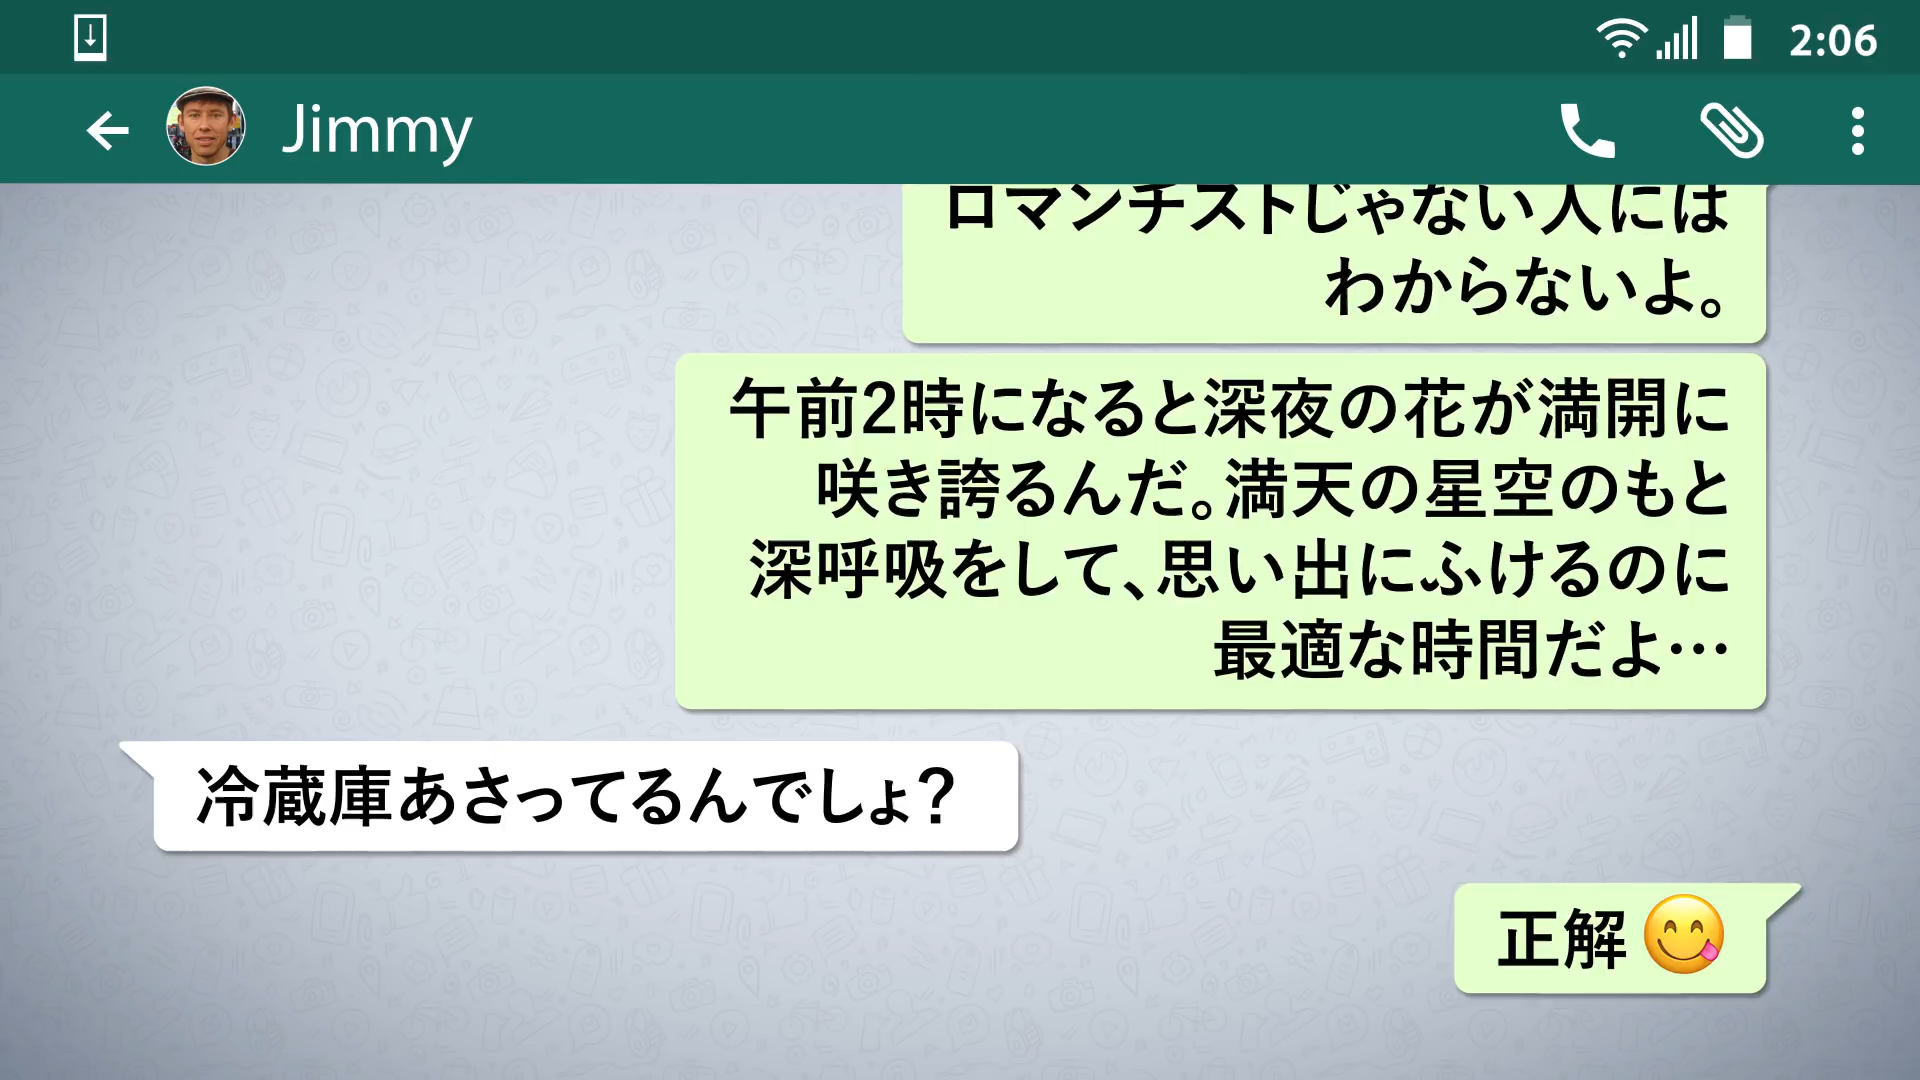 2:06
Jimmy
ロマンチストじゃない人には
わからないよ。
午前2時になると深夜の花が満開に
咲き誇るんだ。満天の星空のもと
深呼吸をして、思い出にふけるのに
最適な時間だよ…
冷蔵庫あさってるんでしょ?
正解😋